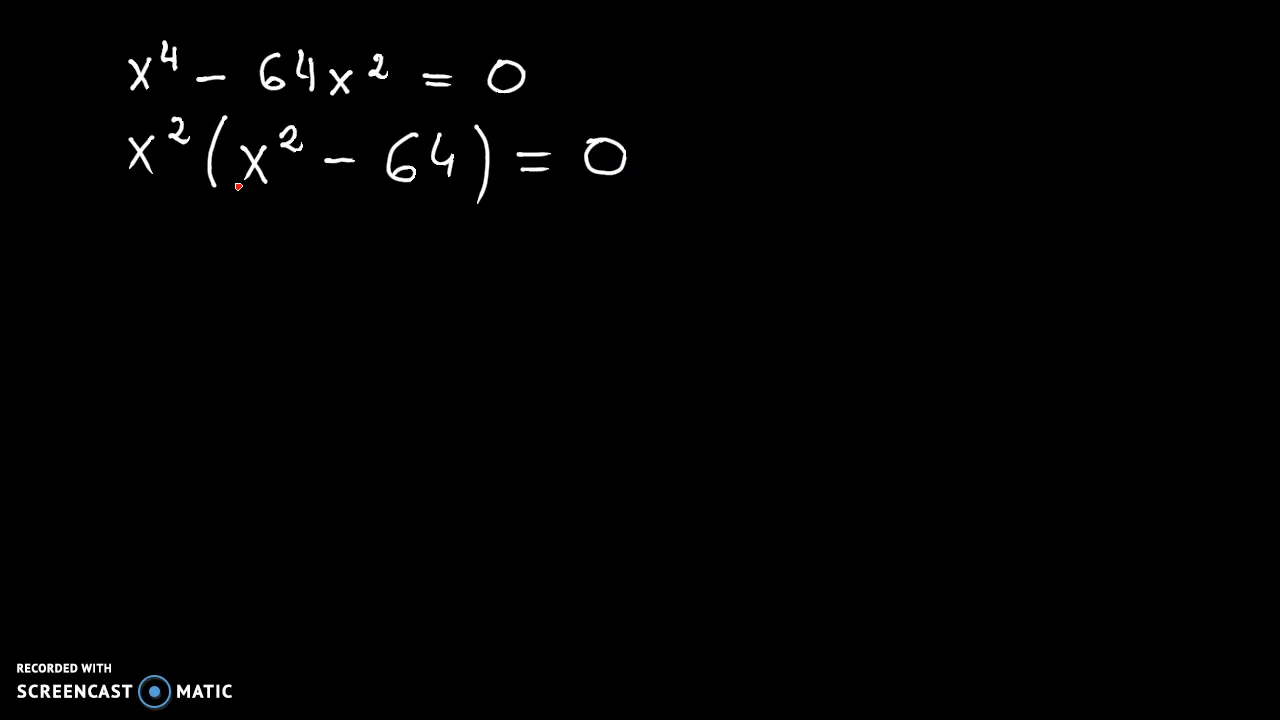 x⁴ − 64x² = 0
x²(x² − 64) = 0
RECORDED WITH
SCREENCAST MATIC